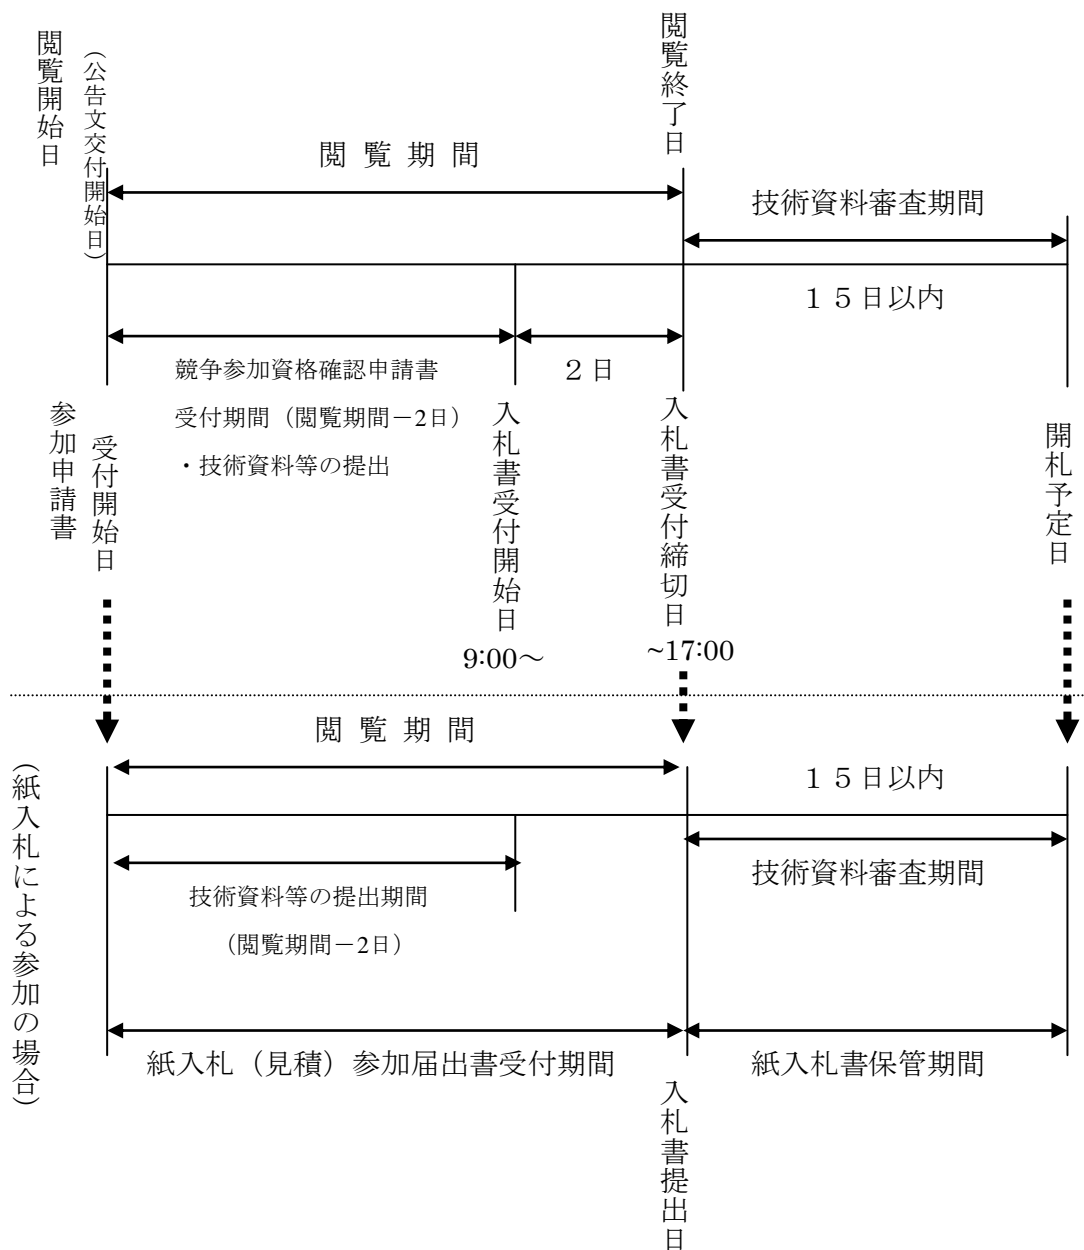 閲覧開始日
（公告文交付開始日）
閲覧終了日
閲 覧 期 間
技術資料審査期間
１５日以内
競争参加資格確認申請書
受付期間（閲覧期間－2日）
・技術資料等の提出
２日
参加申請書
受付開始日
入札書受付開始日
9:00～
入札書受付締切日
~17:00
開札予定日
（紙入札による参加の場合）
閲 覧 期 間
１５日以内
技術資料等の提出期間
（閲覧期間－2日）
技術資料審査期間
紙入札（見積）参加届出書受付期間
紙入札書保管期間
入札書提出日